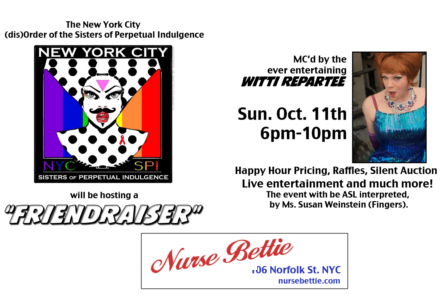 The New York City
(dis)Order of the Sisters of Perpetual Indulgence
NEW YORK CITY
NYC SPI
SISTERS of PERPETUAL INDULGENCE
will be hosting a
"FRIENDRAISER"
MC'd by the
ever entertaining
WITTI REPARTEE
Sun. Oct. 11th
6pm-10pm
Happy Hour Pricing, Raffles, Silent Auction
Live entertainment and much more!
The event with be ASL interpreted,
by Ms. Susan Weinstein (Fingers).
Nurse Bettie
Norfolk St. NYC
nursebettie.com